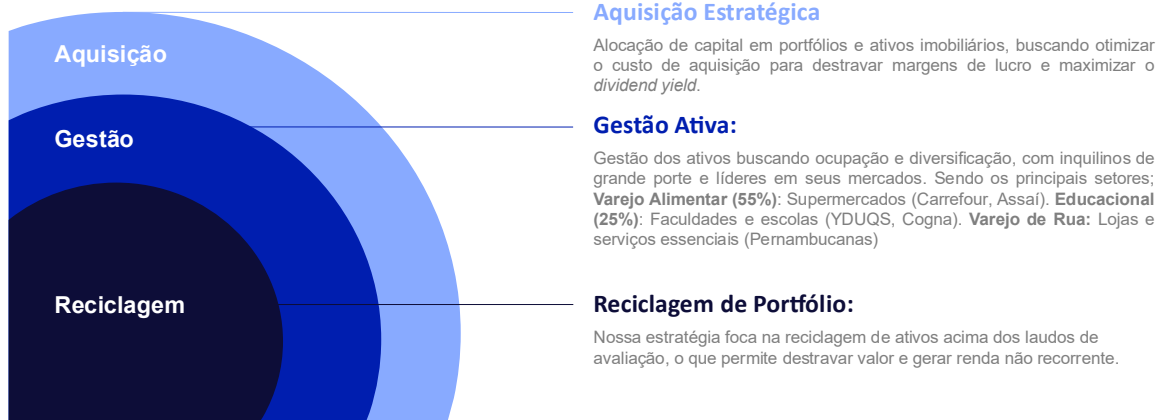 Aquisição
Gestão
Reciclagem
Aquisição Estratégica
Alocação de capital em portfólios e ativos imobiliários, buscando otimizar
o custo de aquisição para destravar margens de lucro e maximizar o
dividend yield.
Gestão Ativa:
Gestão dos ativos buscando ocupação e diversificação, com inquilinos de
grande porte e líderes em seus mercados. Sendo os principais setores;
Varejo Alimentar (55%): Supermercados (Carrefour, Assaí). Educacional
(25%): Faculdades e escolas (YDUQS, Cogna). Varejo de Rua: Lojas e
serviços essenciais (Pernambucanas)
Reciclagem de Portfólio:
Nossa estratégia foca na reciclagem de ativos acima dos laudos de
avaliação, o que permite destravar valor e gerar renda não recorrente.